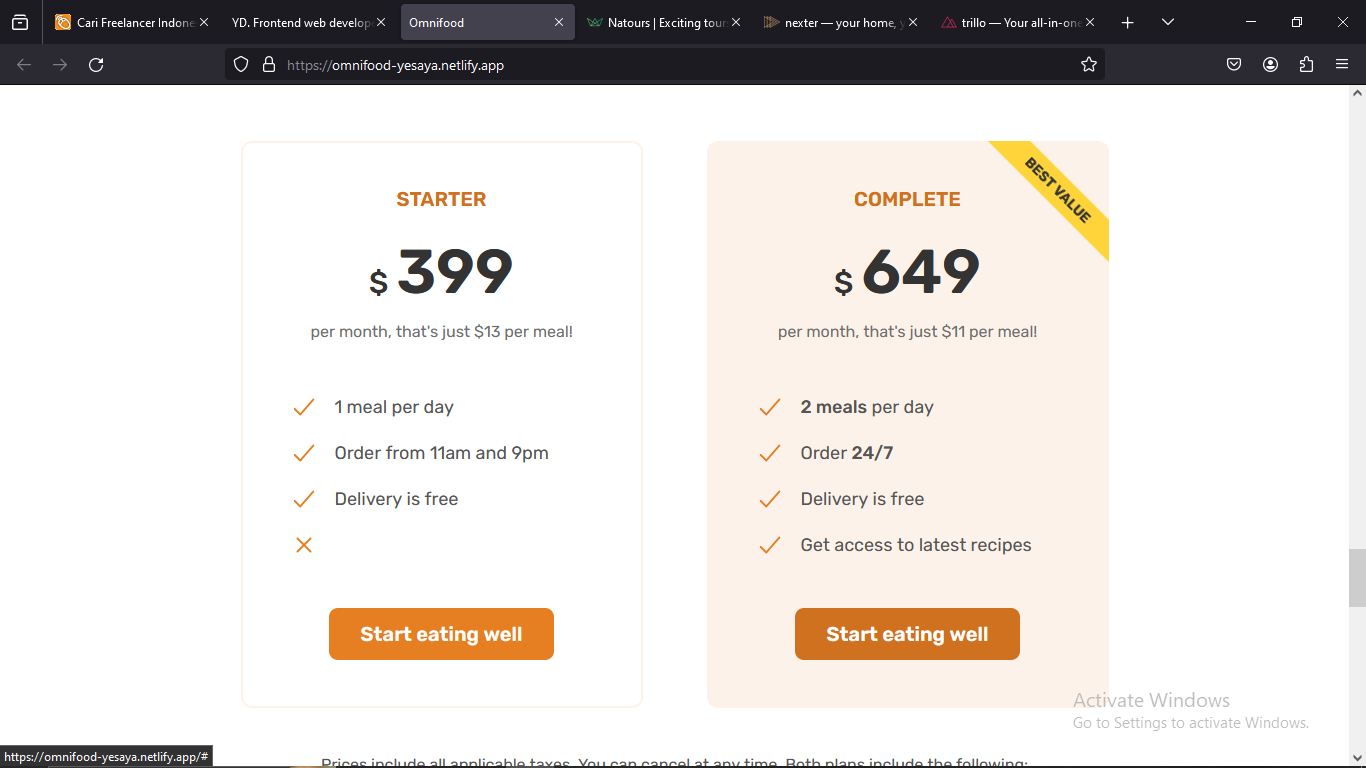 Cari Freelancer Indone
YD. Frontend web develop
Omnifood
Natours | Exciting tour
nexter — your home, y
trillo — Your all-in-one
https://omnifood-yesaya.netlify.app
STARTER
$ 399
per month, that's just $13 per meal!
1 meal per day
Order from 11am and 9pm
Delivery is free
Start eating well
BEST VALUE
COMPLETE
$ 649
per month, that's just $11 per meal!
2 meals per day
Order 24/7
Delivery is free
Get access to latest recipes
Start eating well
Activate Windows
Go to Settings to activate Windows.
https://omnifood-yesaya.netlify.app/#
Prices include all applicable taxes. You can cancel at any time. Both plans include the following: